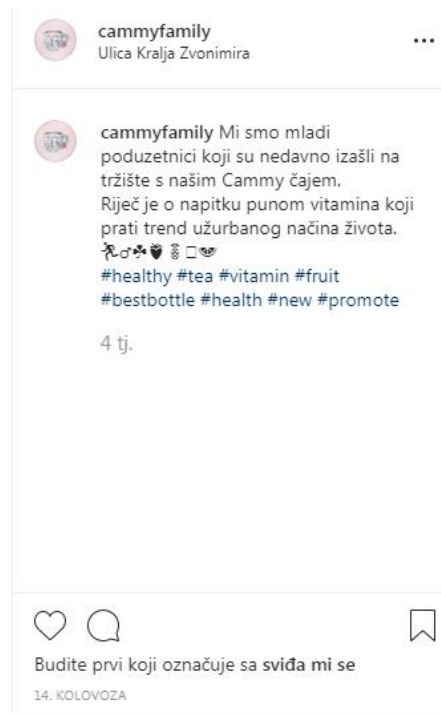 cammyfamily
Ulica Kralja Zvonimira
cammyfamily Mi smo mladi
poduzetnici koji su nedavno izašli na
tržište s našim Cammy čajem.
Riječ je o napitku punom vitamina koji
prati trend užurbanog načina života.
#healthy #tea #vitamin #fruit
#bestbottle #health #new #promote
4 tj.
Budite prvi koji označuje sa sviđa mi se
14. KOLOVOZA